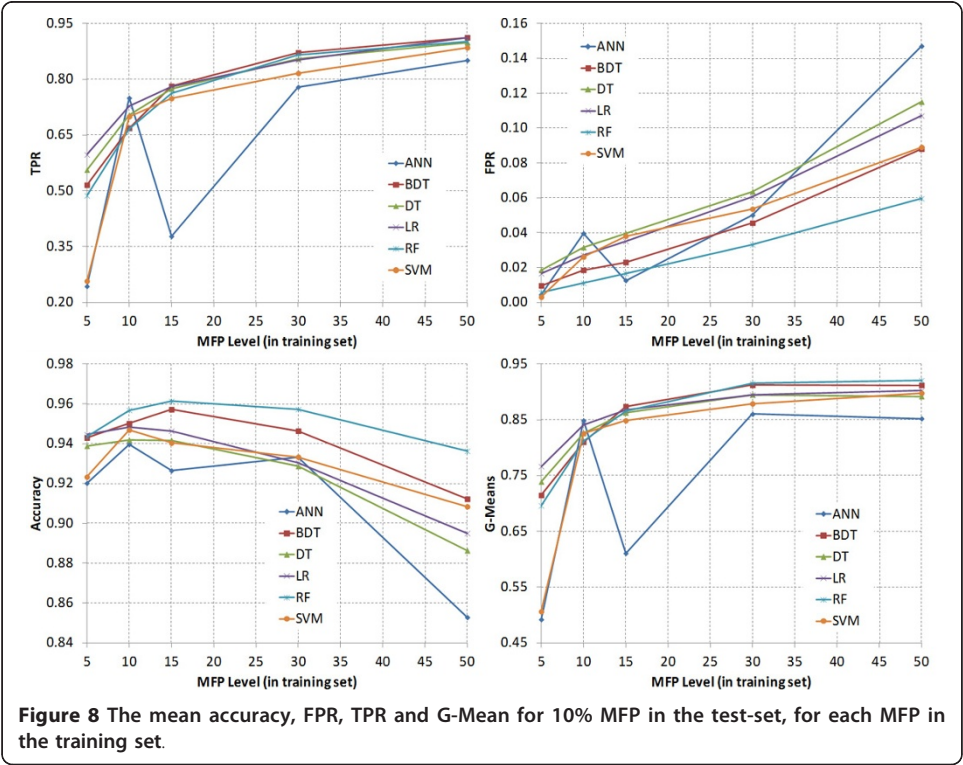 TPR
0.95
0.80
0.65
0.50
0.35
0.20
5 10 15 20 25 30 35 40 45 50
MFP Level (in training set)
ANN
BDT
DT
LR
RF
SVM
FPR
0.16
0.14
0.12
0.10
0.08
0.06
0.04
0.02
0.00
5 10 15 20 25 30 35 40 45 50
MFP Level (in training set)
ANN
BDT
DT
LR
RF
SVM
Accuracy
0.98
0.96
0.94
0.92
0.90
0.88
0.86
0.84
5 10 15 20 25 30 35 40 45 50
MFP Level (in training set)
ANN
BDT
DT
LR
RF
SVM
G-Means
0.95
0.85
0.75
0.65
0.55
0.45
5 10 15 20 25 30 35 40 45 50
MFP Level (in training set)
ANN
BDT
DT
LR
RF
SVM
Figure 8 The mean accuracy, FPR, TPR and G-Mean for 10% MFP in the test-set, for each MFP in
the training set.